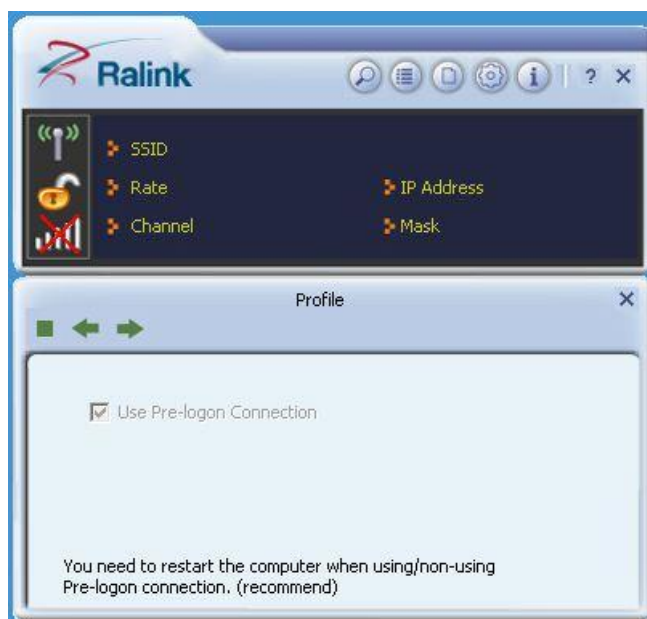 Ralink
? ×
SSID
Rate
IP Address
Channel
Mask
Profile
×
Use Pre-logon Connection
You need to restart the computer when using/non-using
Pre-logon connection. (recommend)